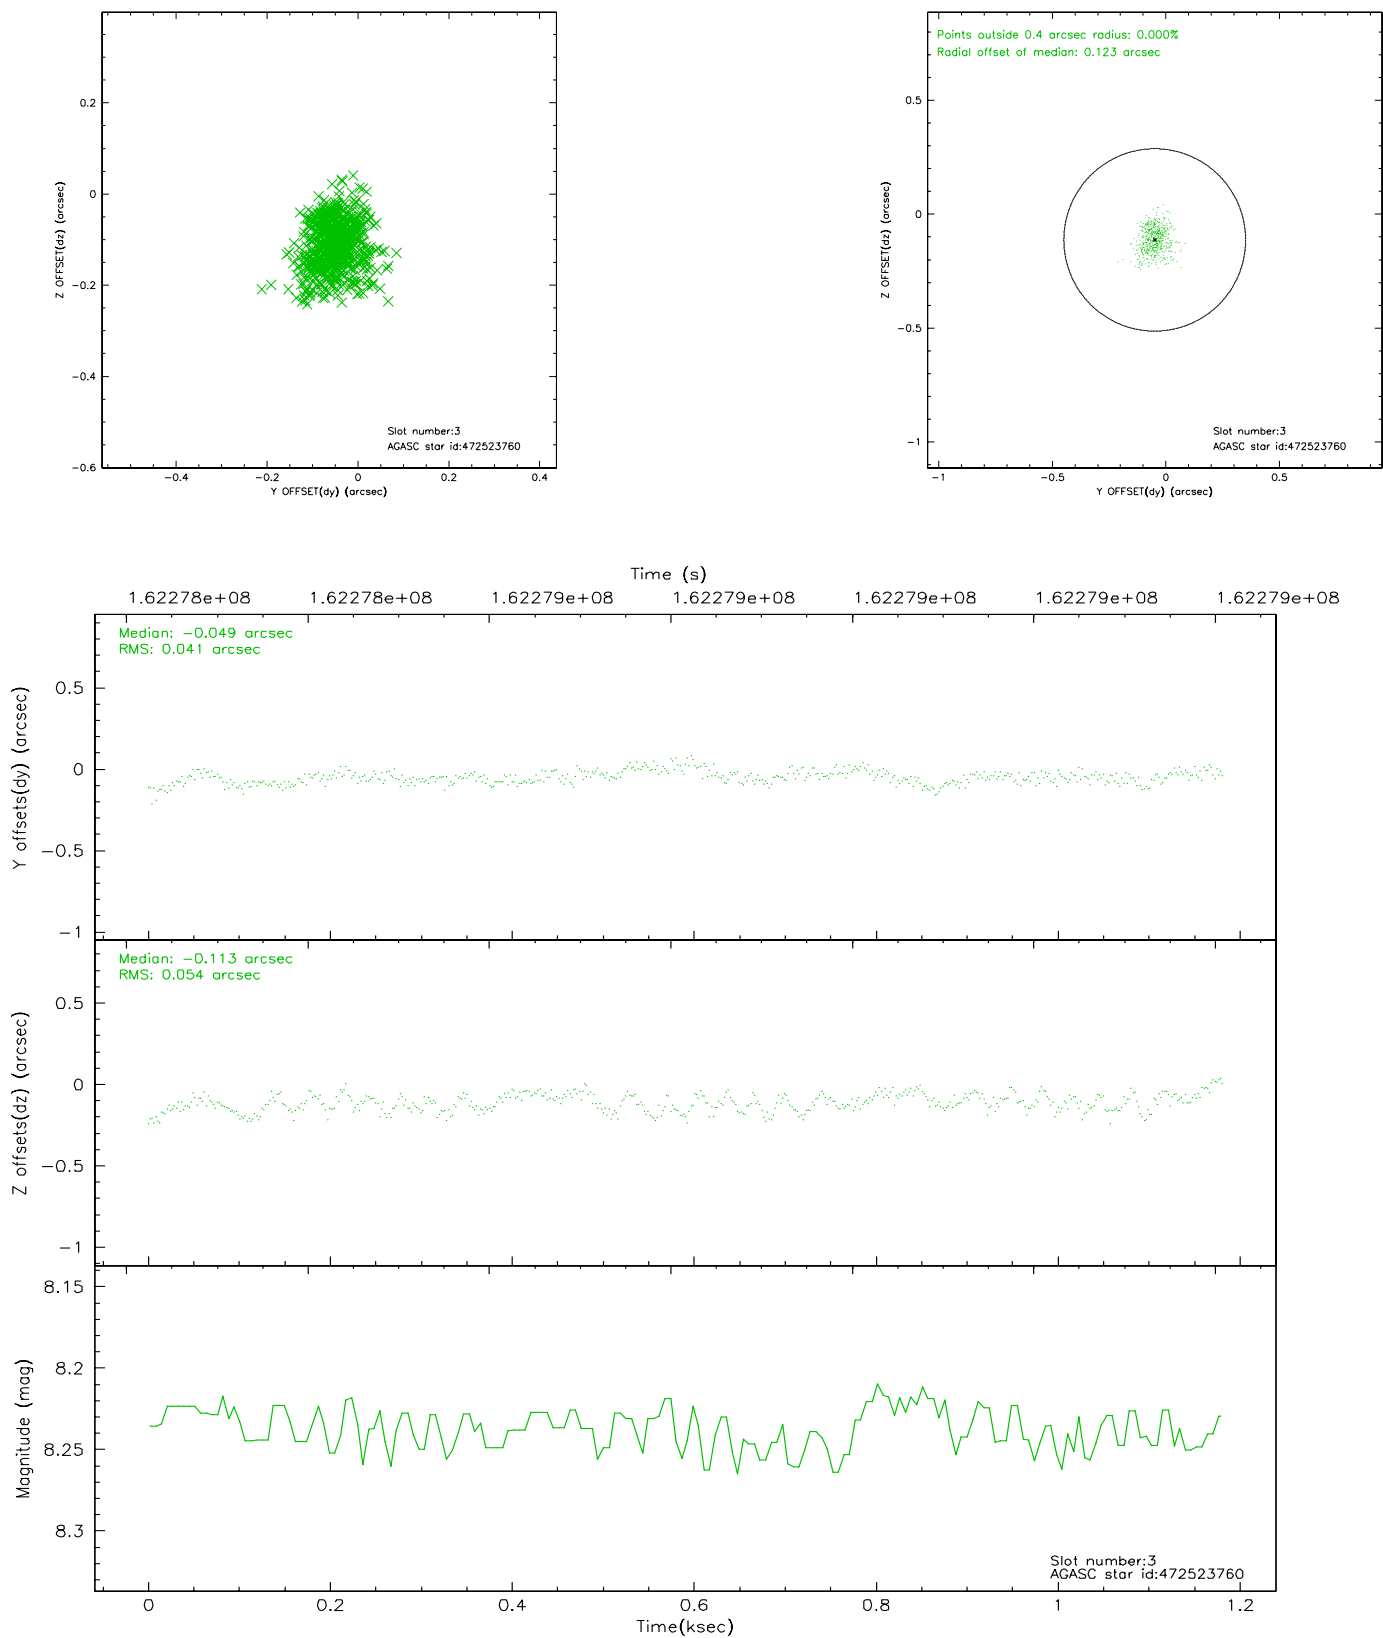 0.2
0
−0.2
−0.4
−0.6
Z OFFSET(dz) (arcsec)
−0.4
−0.2
0
0.2
0.4
Y OFFSET(dy) (arcsec)
Slot number:3
AGASC star id:472523760
Points outside 0.4 arcsec radius: 0.000%
Radial offset of median: 0.123 arcsec
0.5
0
−0.5
−1
Z OFFSET(dz) (arcsec)
−1
−0.5
0
0.5
Y OFFSET(dy) (arcsec)
Slot number:3
AGASC star id:472523760
Time (s)
1.62278e+08
1.62278e+08
1.62279e+08
1.62279e+08
1.62279e+08
1.62279e+08
1.62279e+08
Median: −0.049 arcsec
RMS: 0.041 arcsec
0.5
0
−0.5
−1
Y offsets(dy) (arcsec)
Median: −0.113 arcsec
RMS: 0.054 arcsec
0.5
0
−0.5
−1
Z offsets(dz) (arcsec)
8.15
8.2
8.25
8.3
Magnitude (mag)
Slot number:3
AGASC star id:472523760
0
0.2
0.4
0.6
0.8
1
1.2
Time(ksec)